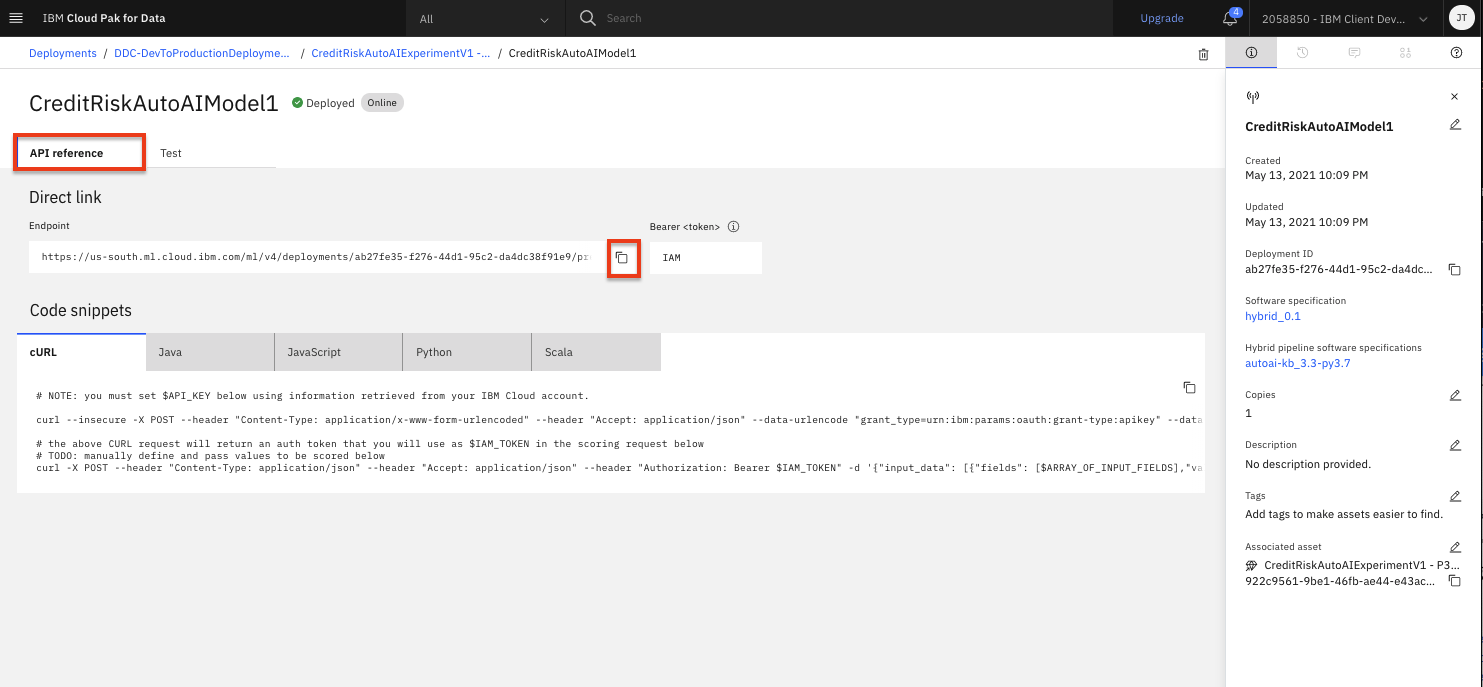 IBM Cloud Pak for Data
All
Search
Upgrade
4
2058850 - IBM Client Dev...
JT
Deployments / DDC-DevToProductionDeployme... / CreditRiskAutoAIExperimentV1 -... / CreditRiskAutoAIModel1
CreditRiskAutoAIModel1
Deployed
Online
API reference
Test
Direct link
Endpoint
https://us-south.ml.cloud.ibm.com/ml/v4/deployments/ab27fe35-f276-44d1-95c2-da4dc38f91e9/pr
Bearer <token>
IAM
Code snippets
cURL
Java
JavaScript
Python
Scala
# NOTE: you must set $API_KEY below using information retrieved from your IBM Cloud account.
curl --insecure -X POST --header "Content-Type: application/x-www-form-urlencoded" --header "Accept: application/json" --data-urlencode "grant_type=urn:ibm:params:oauth:grant-type:apikey" --data
# the above CURL request will return an auth token that you will use as $IAM_TOKEN in the scoring request below
# TODO: manually define and pass values to be scored below
curl -X POST --header "Content-Type: application/json" --header "Accept: application/json" --header "Authorization: Bearer $IAM_TOKEN" -d '{"input_data": [{"fields": [$ARRAY_OF_INPUT_FIELDS],"va
CreditRiskAutoAIModel1
Created
May 13, 2021 10:09 PM
Updated
May 13, 2021 10:09 PM
Deployment ID
ab27fe35-f276-44d1-95c2-da4dc...
Software specification
hybrid_0.1
Hybrid pipeline software specifications
autoai-kb_3.3-py3.7
Copies
1
Description
No description provided.
Tags
Add tags to make assets easier to find.
Associated asset
CreditRiskAutoAIExperimentV1 - P3...
922c9561-9be1-46fb-ae44-e43ac...